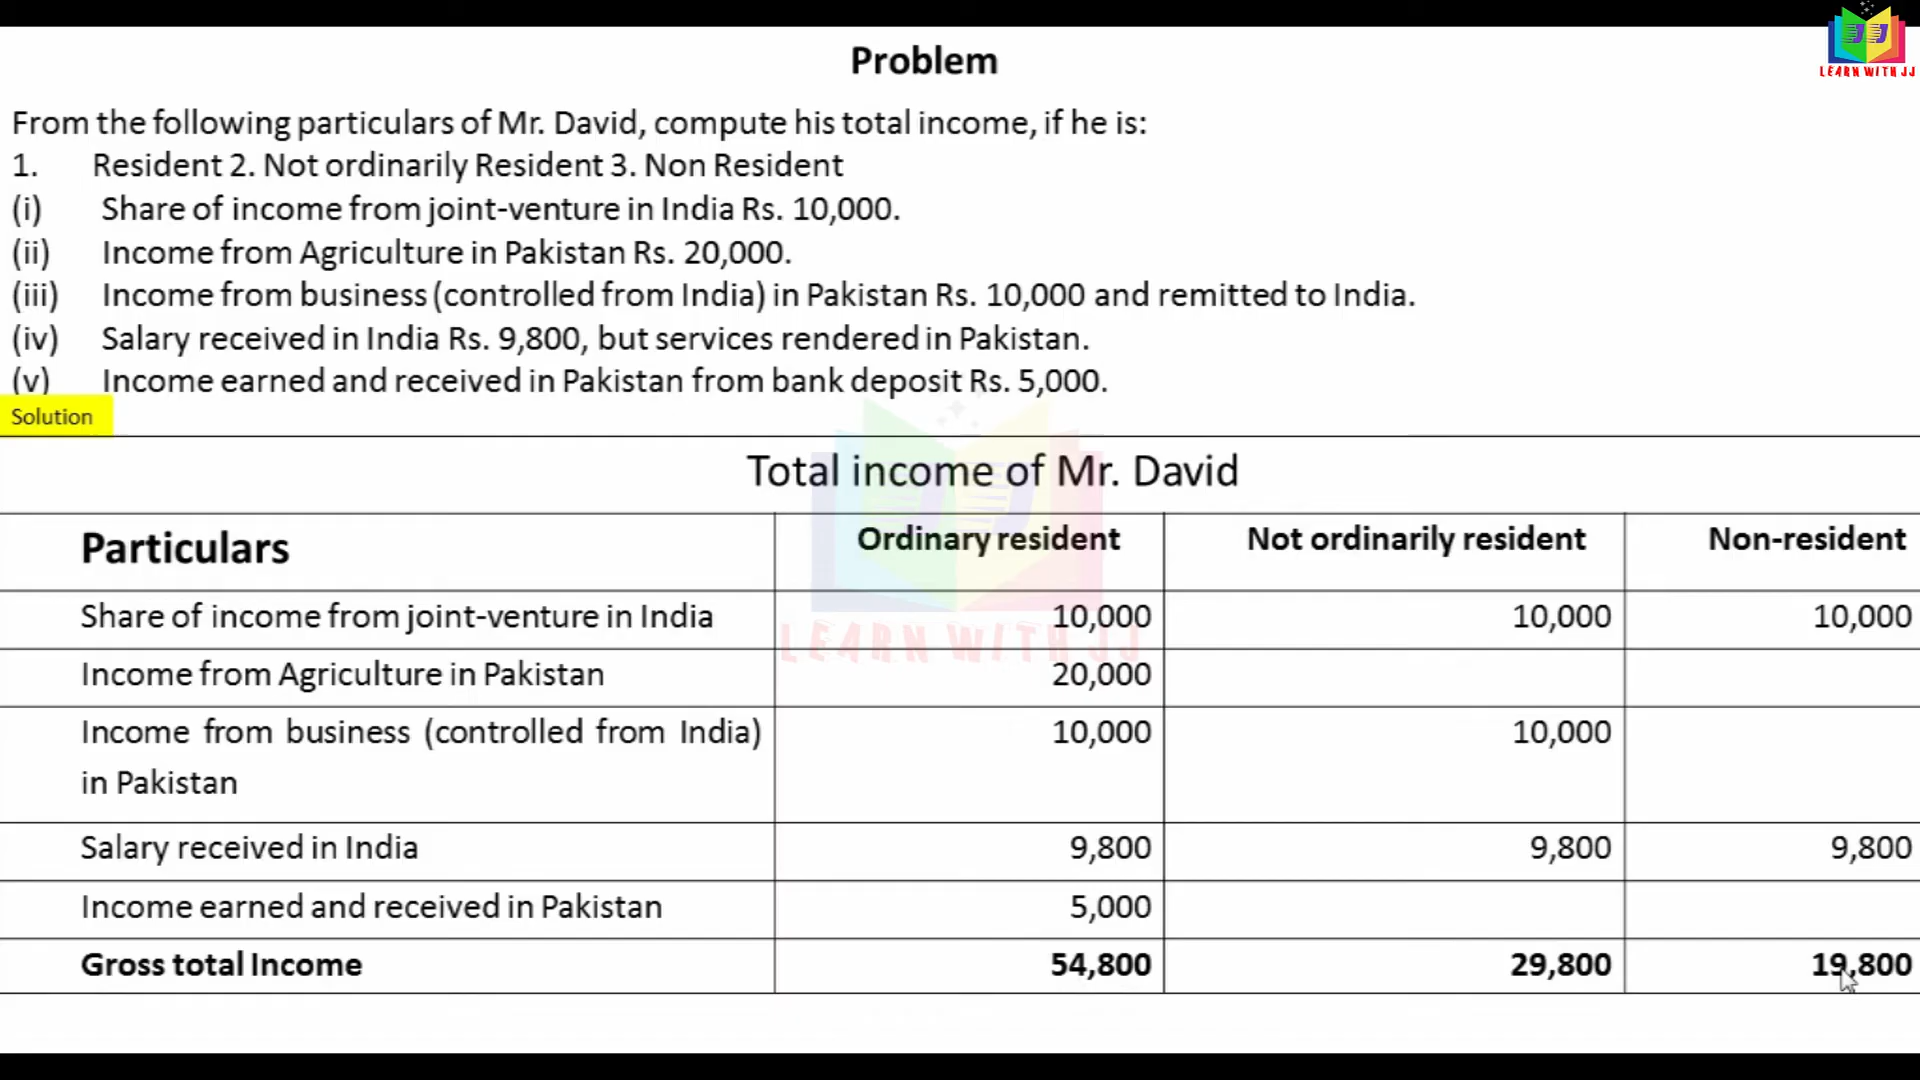 LEARN WITH JJ
Problem
From the following particulars of Mr. David, compute his total income, if he is:
1. Resident 2. Not ordinarily Resident 3. Non Resident
(i) Share of income from joint-venture in India Rs. 10,000.
(ii) Income from Agriculture in Pakistan Rs. 20,000.
(iii) Income from business (controlled from India) in Pakistan Rs. 10,000 and remitted to India.
(iv) Salary received in India Rs. 9,800, but services rendered in Pakistan.
(v) Income earned and received in Pakistan from bank deposit Rs. 5,000.
Solution
Total income of Mr. David
Particulars Ordinary resident Not ordinarily resident Non-resident
Share of income from joint-venture in India 10,000 10,000 10,000
LEARN WITH JJ
Income from Agriculture in Pakistan 20,000
Income from business (controlled from India) 10,000 10,000
in Pakistan
Salary received in India 9,800 9,800 9,800
Income earned and received in Pakistan 5,000
Gross total Income 54,800 29,800 19,800